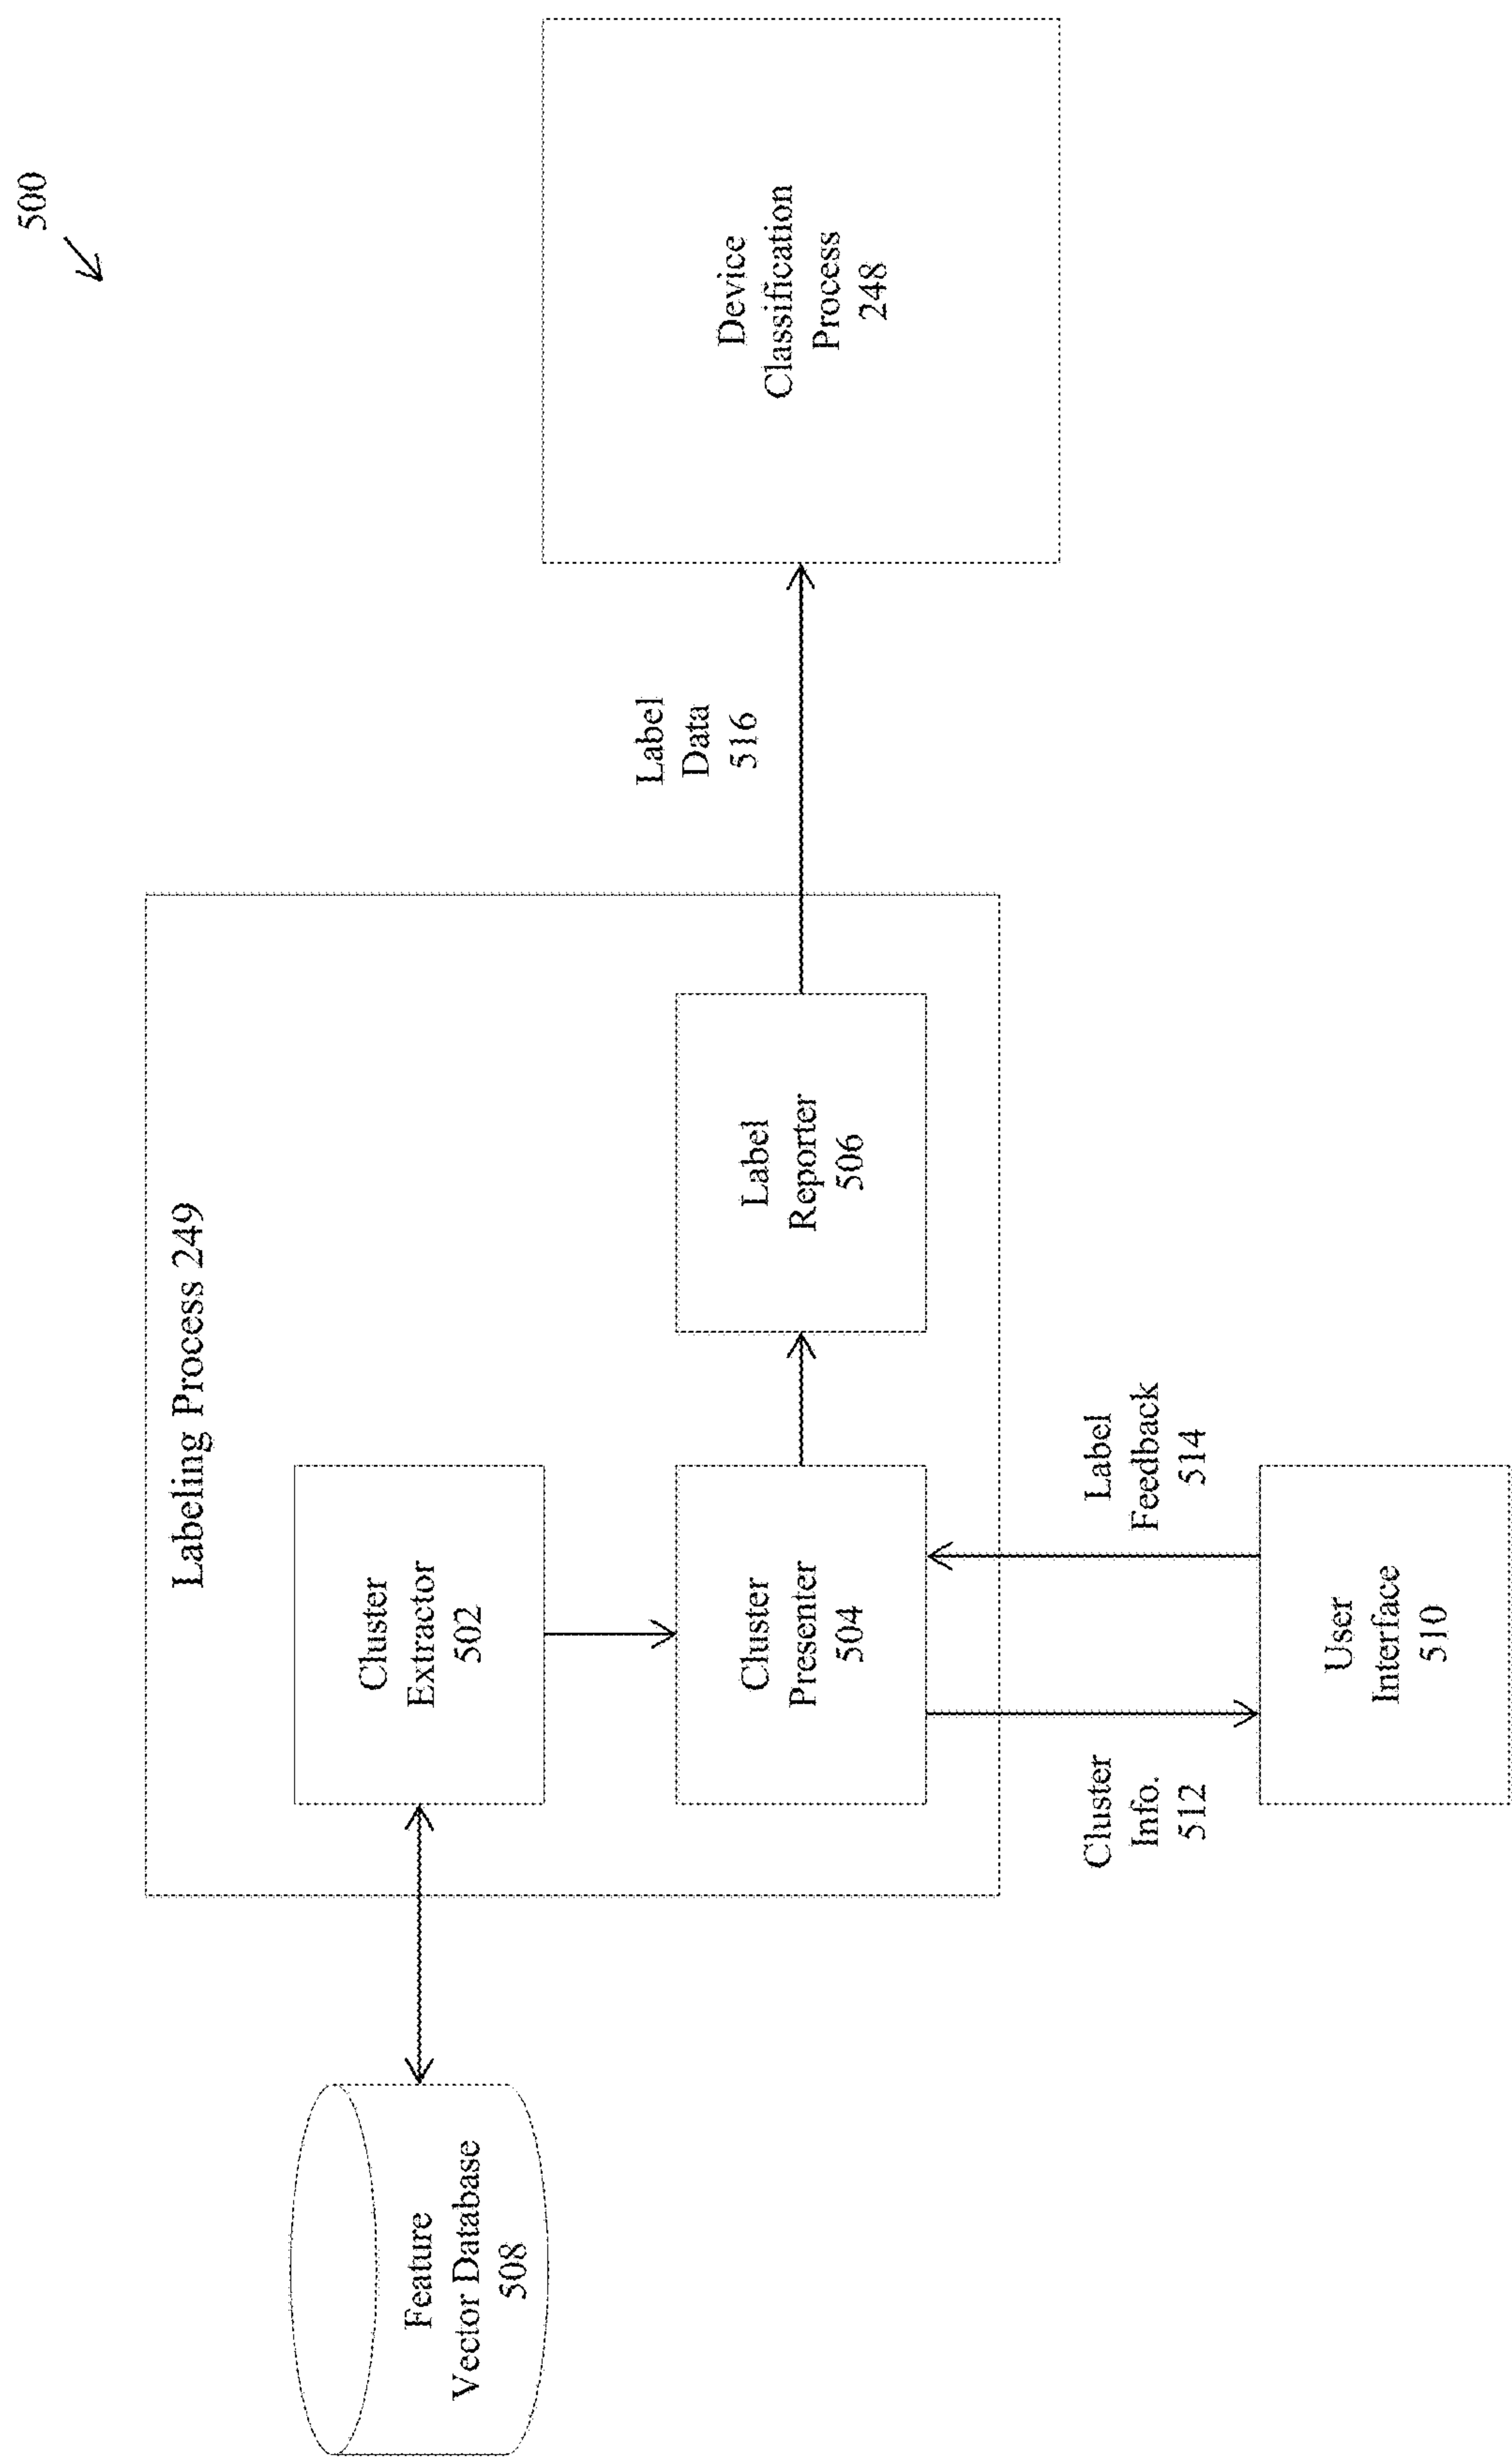 500
Labeling Process 249
Feature
Vector Database
508
Cluster
Extractor
502
Cluster
Presenter
504
Label
Reporter
506
Label
Data
516
Device
Classification
Process
248
Cluster
Info.
512
Label
Feedback
514
User
Interface
510